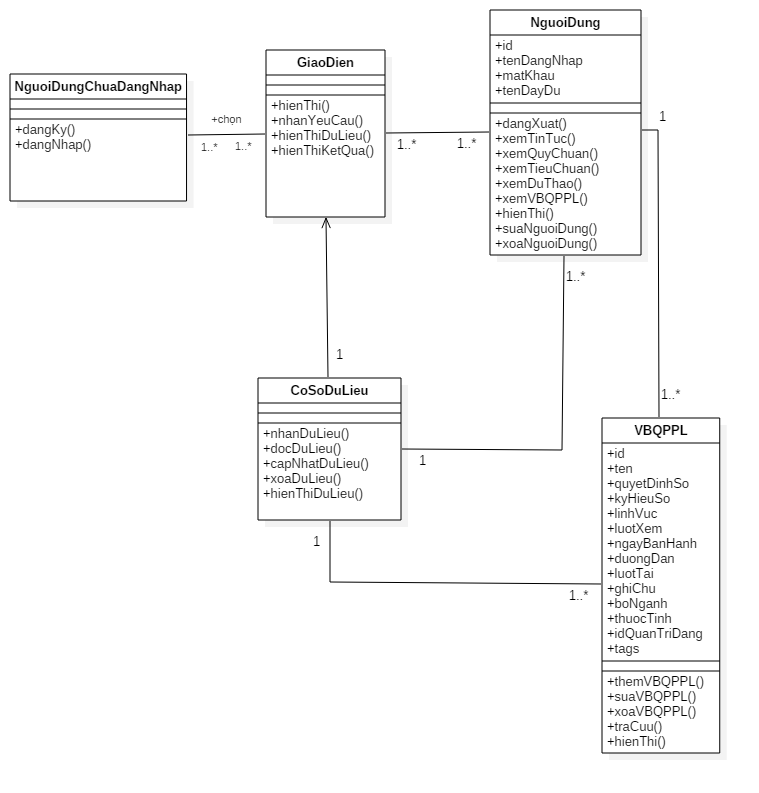 NguoiDungChuaDangNhap
+dangKy()
+dangNhap()
+chọn
1..*
1..*
GiaoDien
+hienThi()
+nhanYeuCau()
+hienThiDuLieu()
+hienThiKetQua()
1..*
1..*
NguoiDung
+id
+tenDangNhap
+matKhau
+tenDayDu
+dangXuat()
+xemTinTuc()
+xemQuyChuan()
+xemTieuChuan()
+xemDuThao()
+xemVBQPPL()
+hienThi()
+suaNguoiDung()
+xoaNguoiDung()
1
1..*
1..*
1
CoSoDuLieu
+nhanDuLieu()
+docDuLieu()
+capNhatDuLieu()
+xoaDuLieu()
+hienThiDuLieu()
1
1
1..*
VBQPPL
+id
+ten
+quyetDinhSo
+kyHieuSo
+linhVuc
+luotXem
+ngayBanHanh
+duongDan
+luotTai
+ghiChu
+boNganh
+thuocTinh
+idQuanTriDang
+tags
+themVBQPPL()
+suaVBQPPL()
+xoaVBQPPL()
+traCuu()
+hienThi()